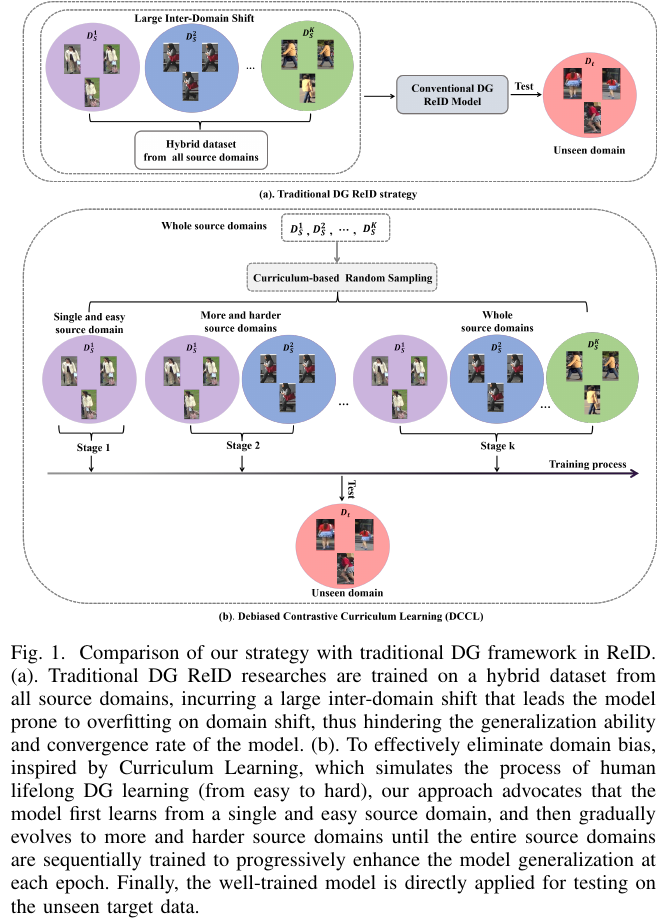 Large Inter-Domain Shift
D_S^1
D_S^2
...
D_S^K
Hybrid dataset
from all source domains
Conventional DG
ReID Model
Test
D_t
Unseen domain
(a). Traditional DG ReID strategy
Whole source domains
D_S^1 , D_S^2 , ... , D_S^K
Curriculum-based Random Sampling
Single and easy
source domain
More and harder
source domains
Whole
source domains
D_S^1
D_S^1
D_S^2
...
D_S^1
D_S^2
...
D_S^K
Stage 1
Stage 2
Stage k
Training process
Test
D_t
Unseen domain
(b). Debiased Contrastive Curriculum Learning (DCCL)
Fig. 1. Comparison of our strategy with traditional DG framework in ReID.
(a). Traditional DG ReID researches are trained on a hybrid dataset from
all source domains, incurring a large inter-domain shift that leads the model
prone to overfitting on domain shift, thus hindering the generalization ability
and convergence rate of the model. (b). To effectively eliminate domain bias,
inspired by Curriculum Learning, which simulates the process of human
lifelong DG learning (from easy to hard), our approach advocates that the
model first learns from a single and easy source domain, and then gradually
evolves to more and harder source domains until the entire source domains
are sequentially trained to progressively enhance the model generalization at
each epoch. Finally, the well-trained model is directly applied for testing on
the unseen target data.